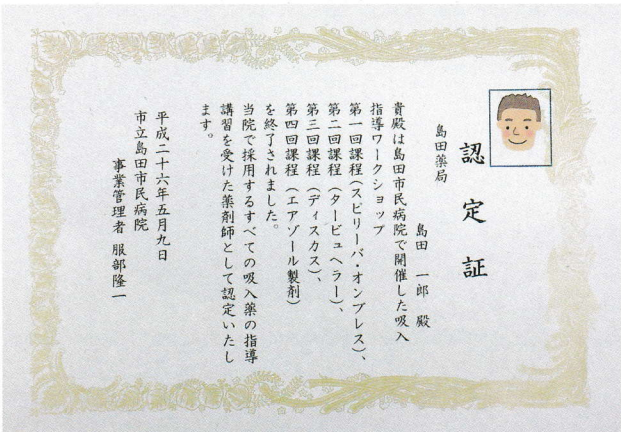 認定証
島田薬局
島田 一郎 殿
貴殿は島田市民病院で開催した吸入
指導ワークショップ
第一回課程(スピリーバ・オンブレス)、
第二回課程(タービュヘラー)、
第三回課程(ディスカス)、
第四回課程(エアゾール製剤)
を終了されました。
当院で採用するすべての吸入薬の指導
講習を受けた薬剤師として認定いたし
ます。
平成二十六年五月九日
市立島田市民病院
事業管理者 服部隆一